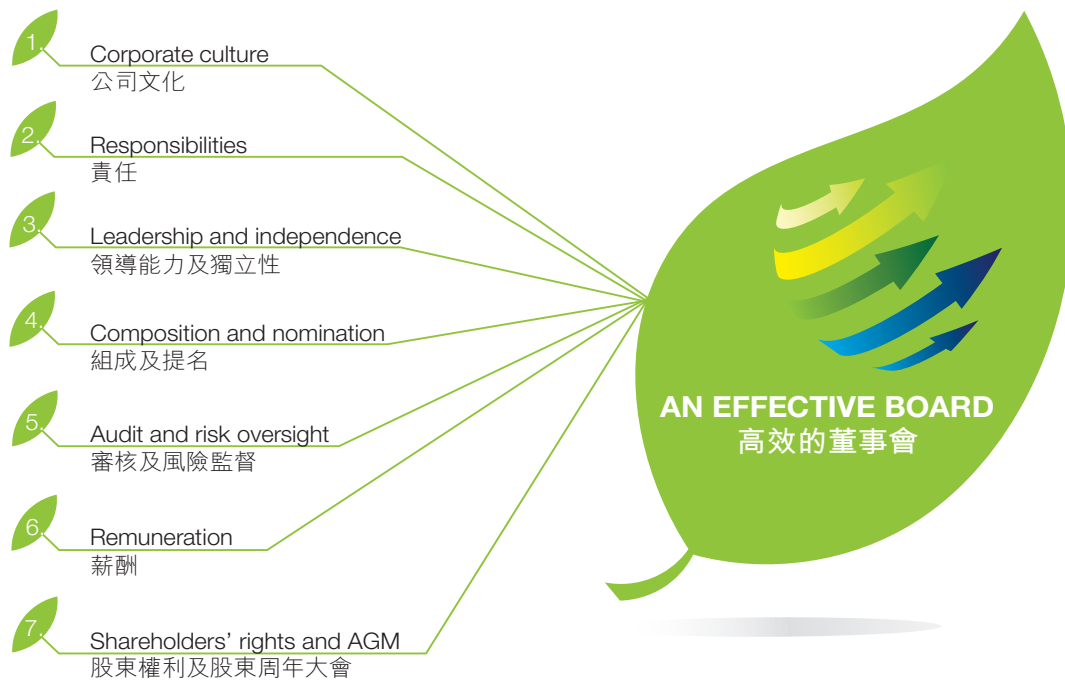 1.
Corporate culture
公司文化
2.
Responsibilities
責任
3.
Leadership and independence
領導能力及獨立性
4.
Composition and nomination
組成及提名
5.
Audit and risk oversight
審核及風險監督
6.
Remuneration
薪酬
7.
Shareholders’ rights and AGM
股東權利及股東周年大會
AN EFFECTIVE BOARD
高效的董事會